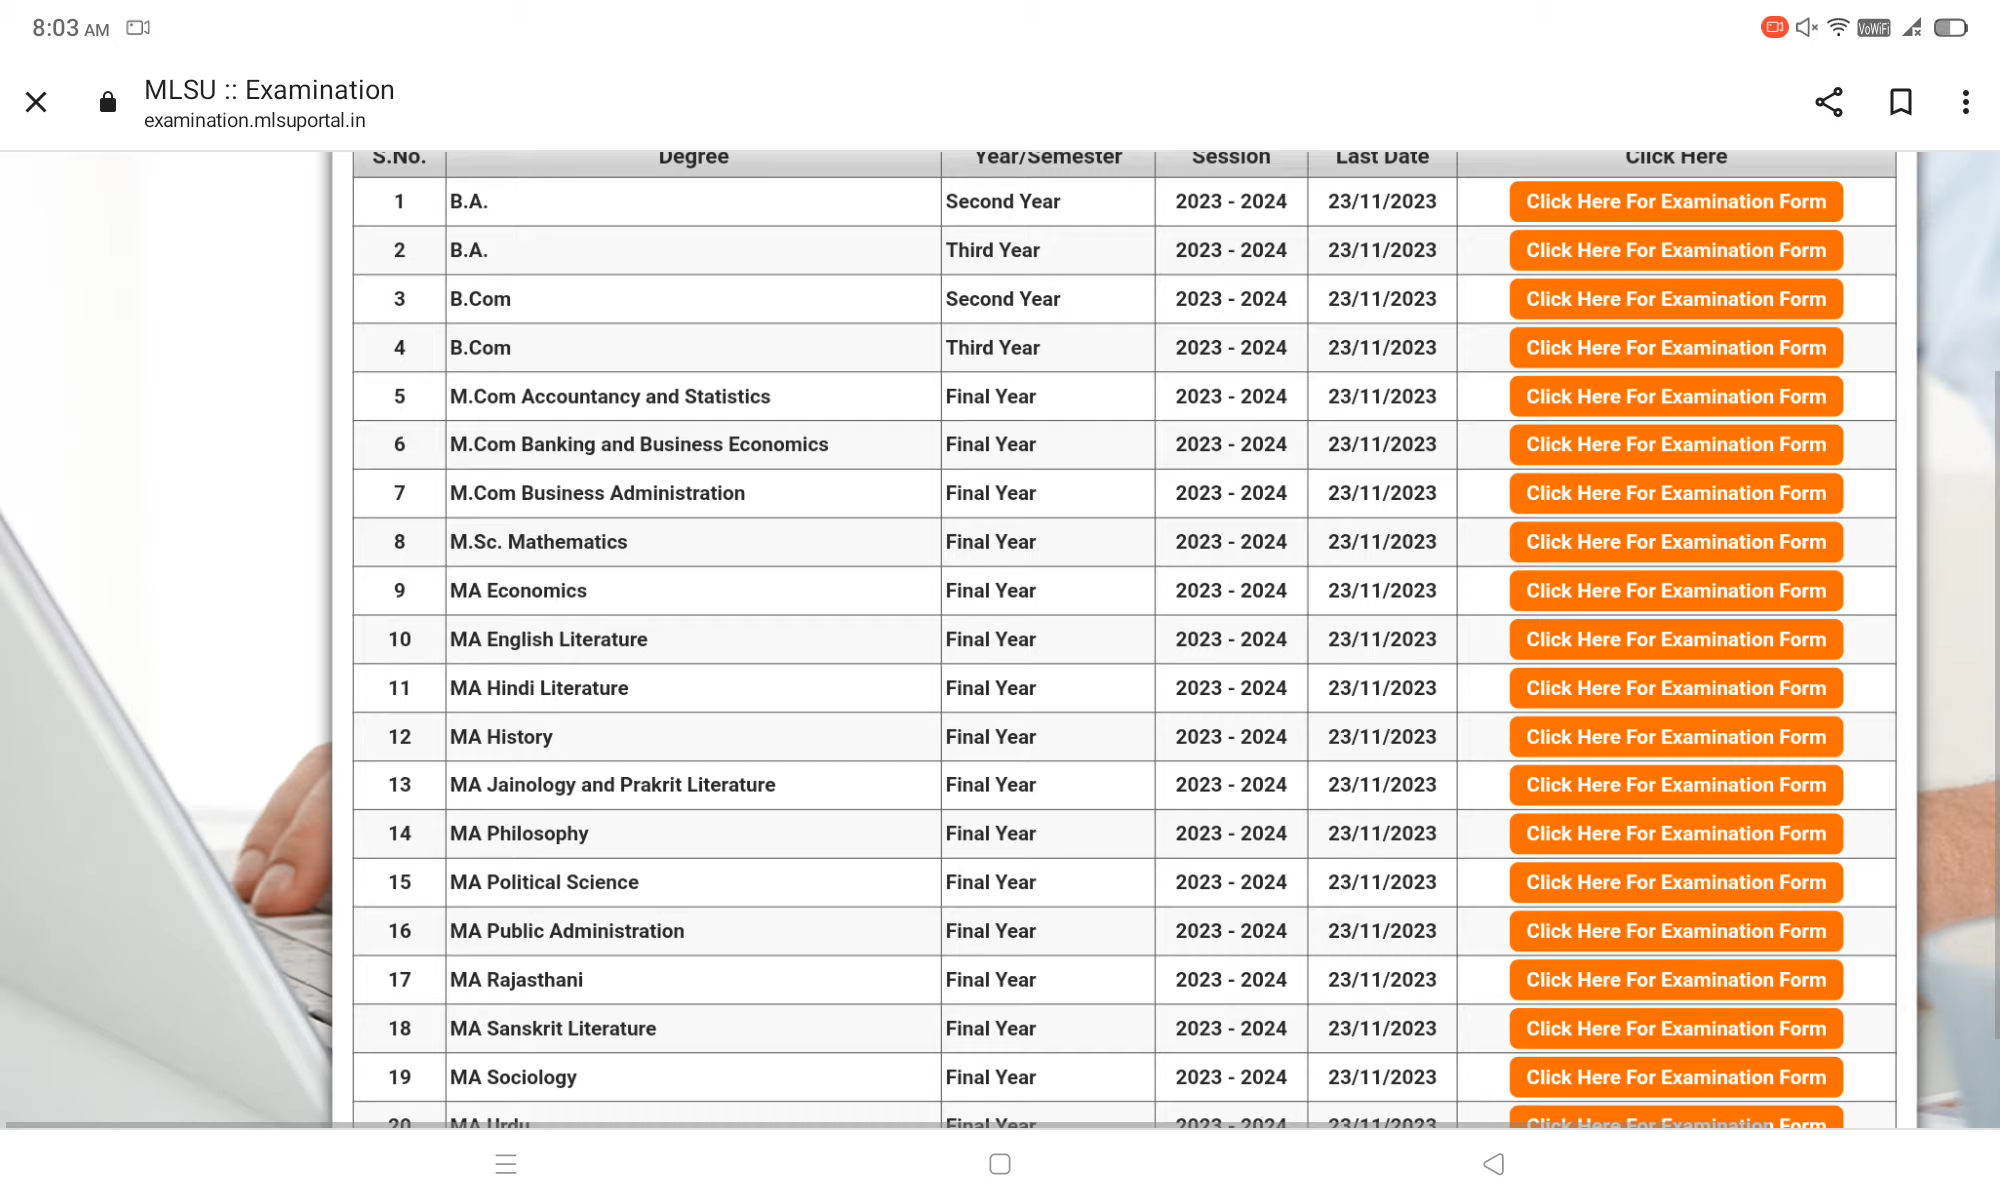 8:03 AM
VoWiFi
MLSU :: Examination
examination.mlsuportal.in
S.No. Degree Year/Semester Session Last Date Click Here
1 B.A. Second Year 2023 - 2024 23/11/2023 Click Here For Examination Form
2 B.A. Third Year 2023 - 2024 23/11/2023 Click Here For Examination Form
3 B.Com Second Year 2023 - 2024 23/11/2023 Click Here For Examination Form
4 B.Com Third Year 2023 - 2024 23/11/2023 Click Here For Examination Form
5 M.Com Accountancy and Statistics Final Year 2023 - 2024 23/11/2023 Click Here For Examination Form
6 M.Com Banking and Business Economics Final Year 2023 - 2024 23/11/2023 Click Here For Examination Form
7 M.Com Business Administration Final Year 2023 - 2024 23/11/2023 Click Here For Examination Form
8 M.Sc. Mathematics Final Year 2023 - 2024 23/11/2023 Click Here For Examination Form
9 MA Economics Final Year 2023 - 2024 23/11/2023 Click Here For Examination Form
10 MA English Literature Final Year 2023 - 2024 23/11/2023 Click Here For Examination Form
11 MA Hindi Literature Final Year 2023 - 2024 23/11/2023 Click Here For Examination Form
12 MA History Final Year 2023 - 2024 23/11/2023 Click Here For Examination Form
13 MA Jainology and Prakrit Literature Final Year 2023 - 2024 23/11/2023 Click Here For Examination Form
14 MA Philosophy Final Year 2023 - 2024 23/11/2023 Click Here For Examination Form
15 MA Political Science Final Year 2023 - 2024 23/11/2023 Click Here For Examination Form
16 MA Public Administration Final Year 2023 - 2024 23/11/2023 Click Here For Examination Form
17 MA Rajasthani Final Year 2023 - 2024 23/11/2023 Click Here For Examination Form
18 MA Sanskrit Literature Final Year 2023 - 2024 23/11/2023 Click Here For Examination Form
19 MA Sociology Final Year 2023 - 2024 23/11/2023 Click Here For Examination Form
20 MA Urdu Final Year 2023 - 2024 23/11/2023 Click Here For Examination Form